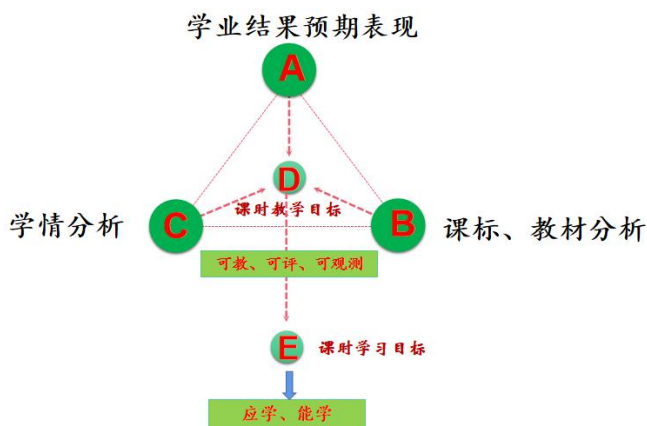 学业结果预期表现
A
D
课时教学目标
学情分析
C
B
课标、教材分析
可教、可评、可观测
E
课时学习目标
应学、能学